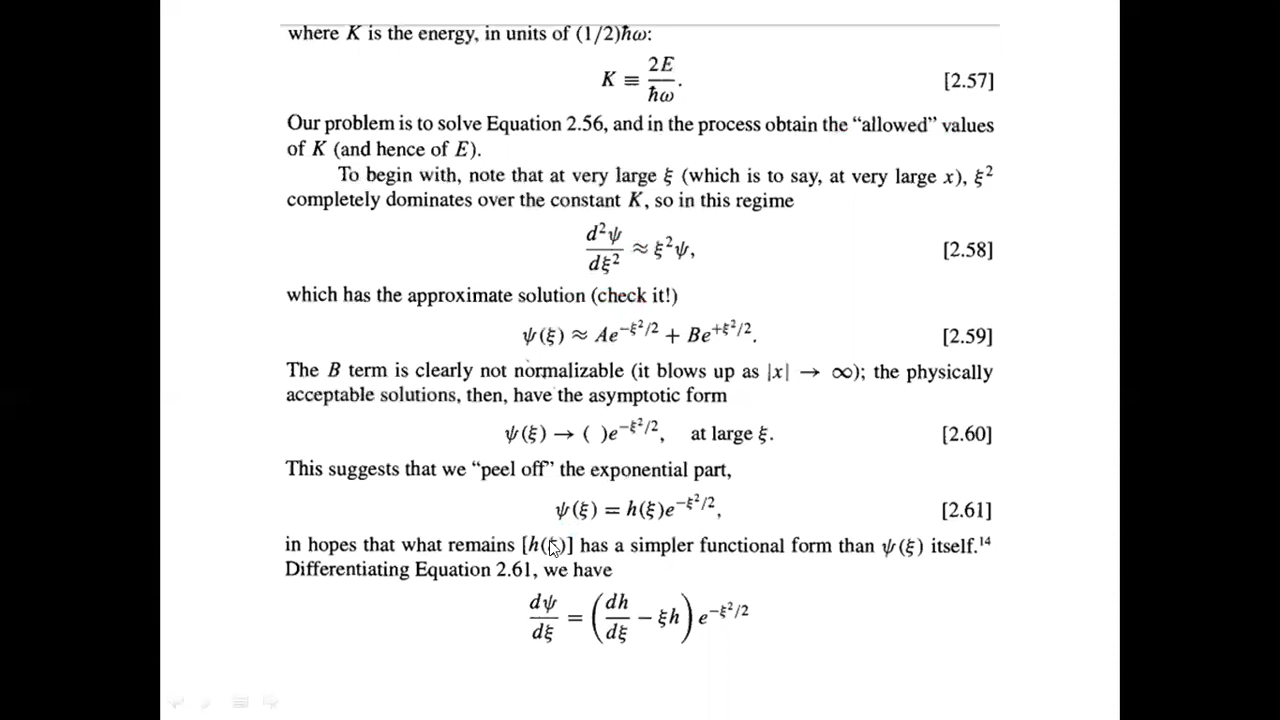 where K is the energy, in units of (1/2)ℏω:
K ≡ 2E/ℏω. [2.57]
Our problem is to solve Equation 2.56, and in the process obtain the “allowed” values
of K (and hence of E).
To begin with, note that at very large ξ (which is to say, at very large x), ξ²
completely dominates over the constant K, so in this regime
d²ψ/dξ² ≈ ξ²ψ, [2.58]
which has the approximate solution (check it!)
ψ(ξ) ≈ Ae^{−ξ²/2} + Be^{+ξ²/2}. [2.59]
The B term is clearly not normalizable (it blows up as |x| → ∞); the physically
acceptable solutions, then, have the asymptotic form
ψ(ξ) → ( )e^{−ξ²/2}, at large ξ. [2.60]
This suggests that we “peel off” the exponential part,
ψ(ξ) = h(ξ)e^{−ξ²/2}, [2.61]
in hopes that what remains [h(ξ)] has a simpler functional form than ψ(ξ) itself.¹⁴
Differentiating Equation 2.61, we have
dψ/dξ = (dh/dξ − ξh) e^{−ξ²/2}